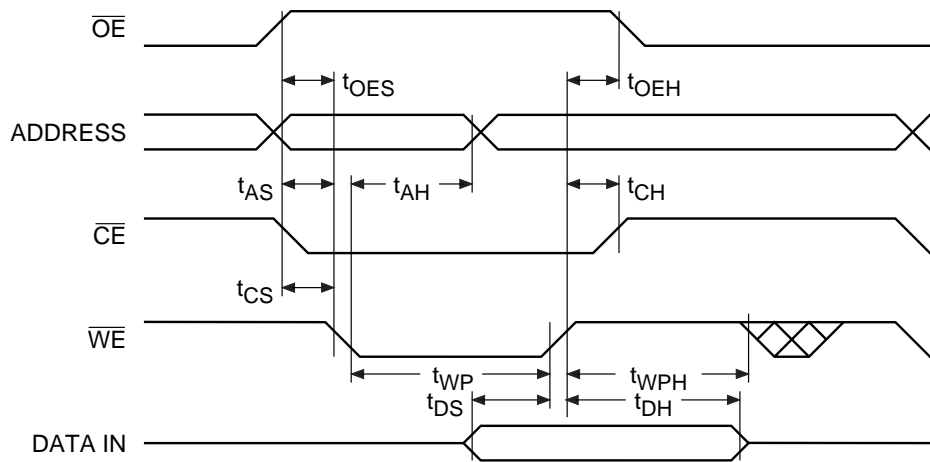 OE
tOES
tOEH
ADDRESS
tAS
tAH
tCH
CE
tCS
WE
tWP
tWPH
tDS
tDH
DATA IN